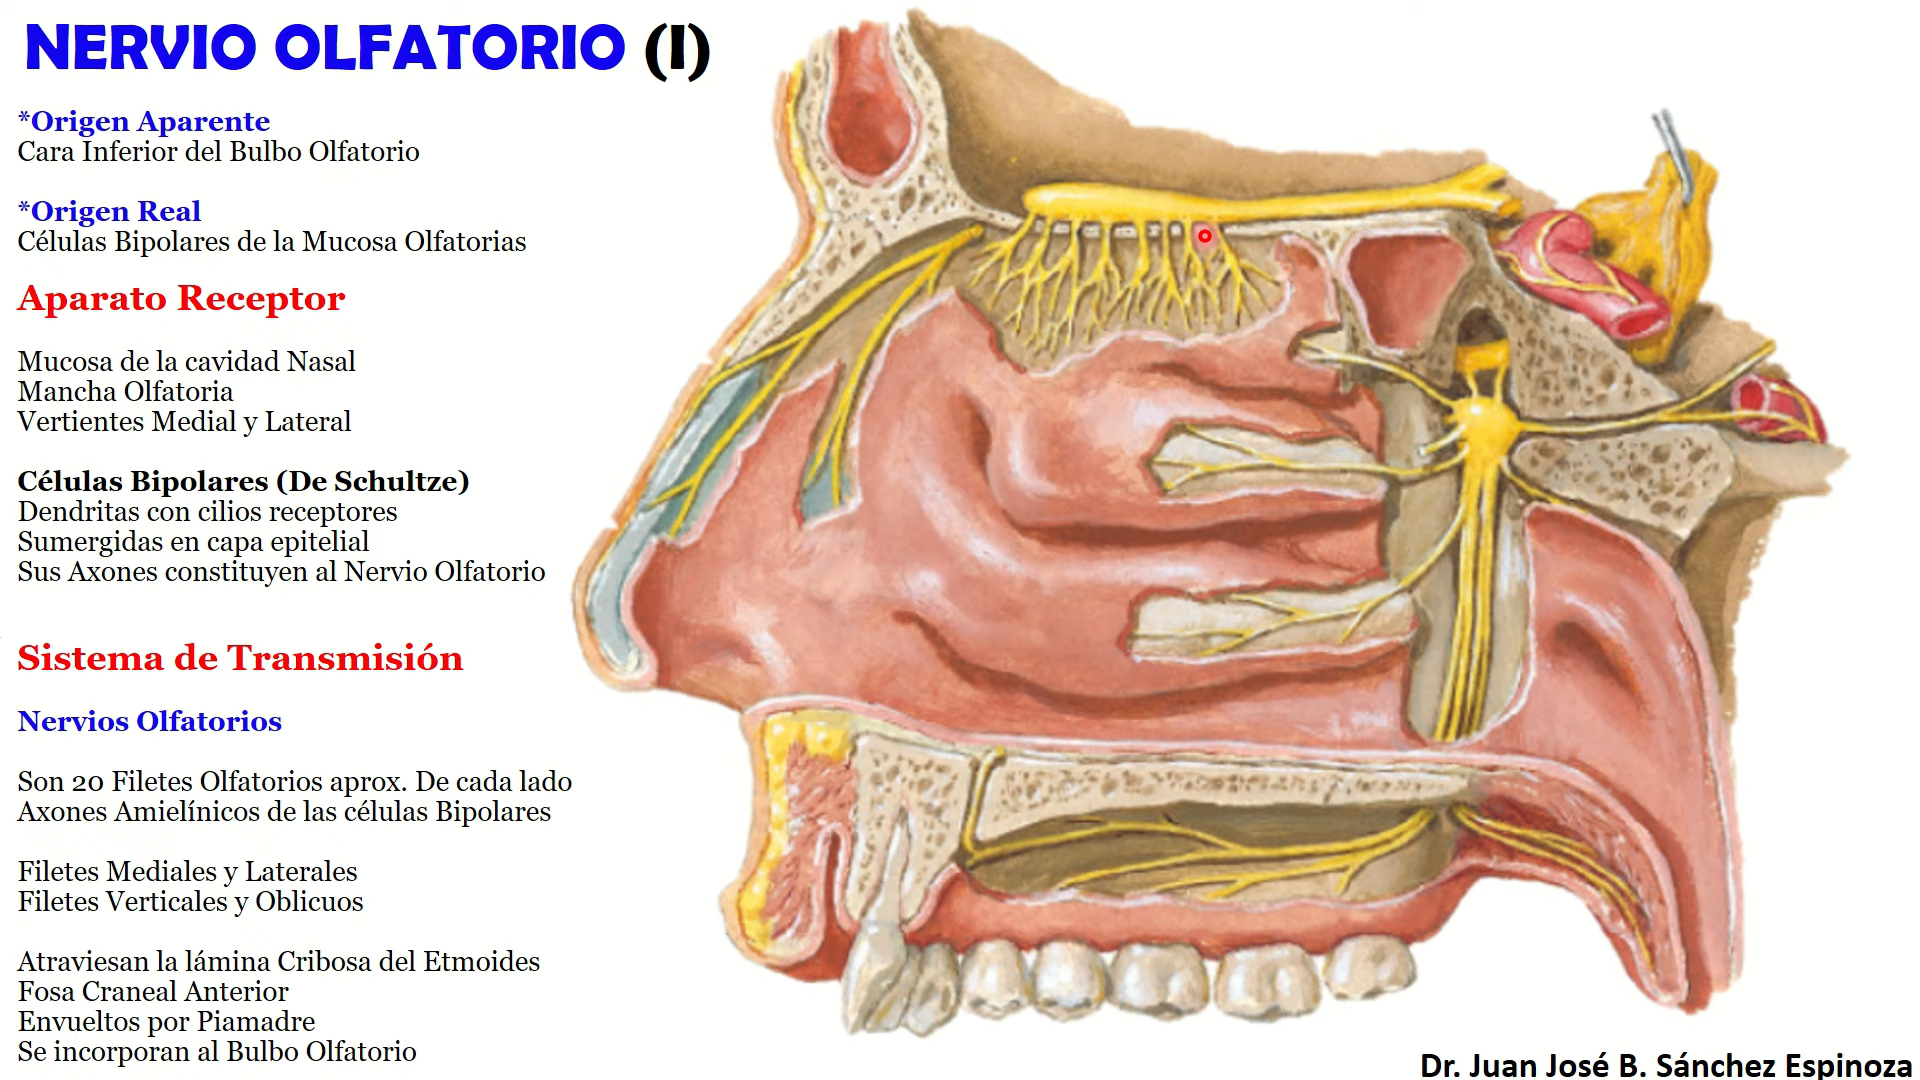 NERVIO OLFATORIO (I)
*Origen Aparente
Cara Inferior del Bulbo Olfatorio
*Origen Real
Células Bipolares de la Mucosa Olfatorias
Aparato Receptor
Mucosa de la cavidad Nasal
Mancha Olfatoria
Vertientes Medial y Lateral
Células Bipolares (De Schultze)
Dendritas con cilios receptores
Sumergidas en capa epitelial
Sus Axones constituyen al Nervio Olfatorio
Sistema de Transmisión
Nervios Olfatorios
Son 20 Filetes Olfatorios aprox. De cada lado
Axones Amielínicos de las células Bipolares
Filetes Mediales y Laterales
Filetes Verticales y Oblicuos
Atraviesan la lámina Cribosa del Etmoides
Fosa Craneal Anterior
Envueltos por Piamadre
Se incorporan al Bulbo Olfatorio
Dr. Juan José B. Sánchez Espinoza